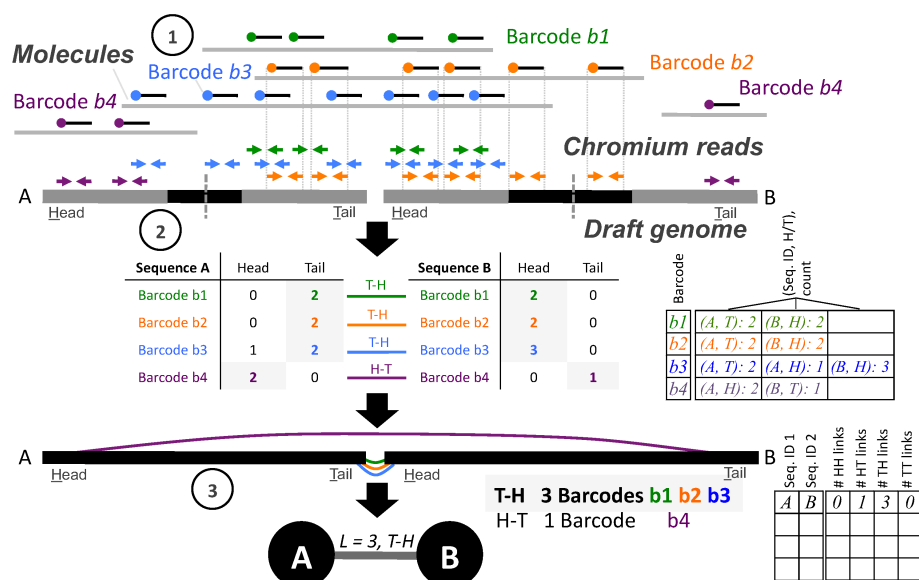 1
Molecules
Barcode b1
Barcode b2
Barcode b3
Barcode b4
Barcode b4
Chromium reads
A
B
Head
Tail
Head
Tail
2
Draft genome
Sequence A Head Tail
Barcode b1 0 2
Barcode b2 0 2
Barcode b3 1 2
Barcode b4 2 0
T-H
T-H
T-H
H-T
Sequence B Head Tail
Barcode b1 2 0
Barcode b2 2 0
Barcode b3 3 0
Barcode b4 0 1
Barcode
(Seq. ID, H/T),
count
b1 (A, T): 2 (B, H): 2
b2 (A, T): 2 (B, H): 2
b3 (A, T): 2 (A, H): 1 (B, H): 3
b4 (A, H): 2 (B, T): 1
A
B
Head
Tail
Head
Tail
3
T-H 3 Barcodes b1 b2 b3
H-T 1 Barcode b4
A
L = 3, T-H
B
Seq. ID 1
Seq. ID 2
# HH links
# HT links
# TH links
# TT links
A B 0 1 3 0